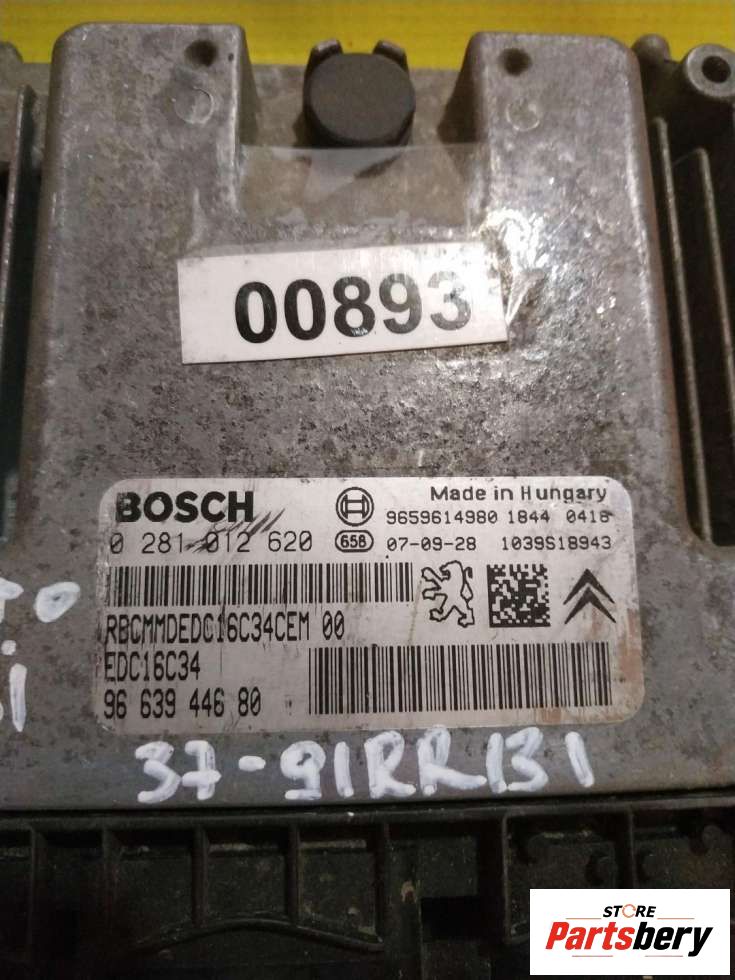 00893
BOSCH
Made in Hungary
9659614980 1844 0418
0 281 012 620
658
07-09-28 1039S18943
RBCMMDEDC16C34CEM 00
EDC16C34
96 639 446 80
37-91RR131
STORE
Partsbery